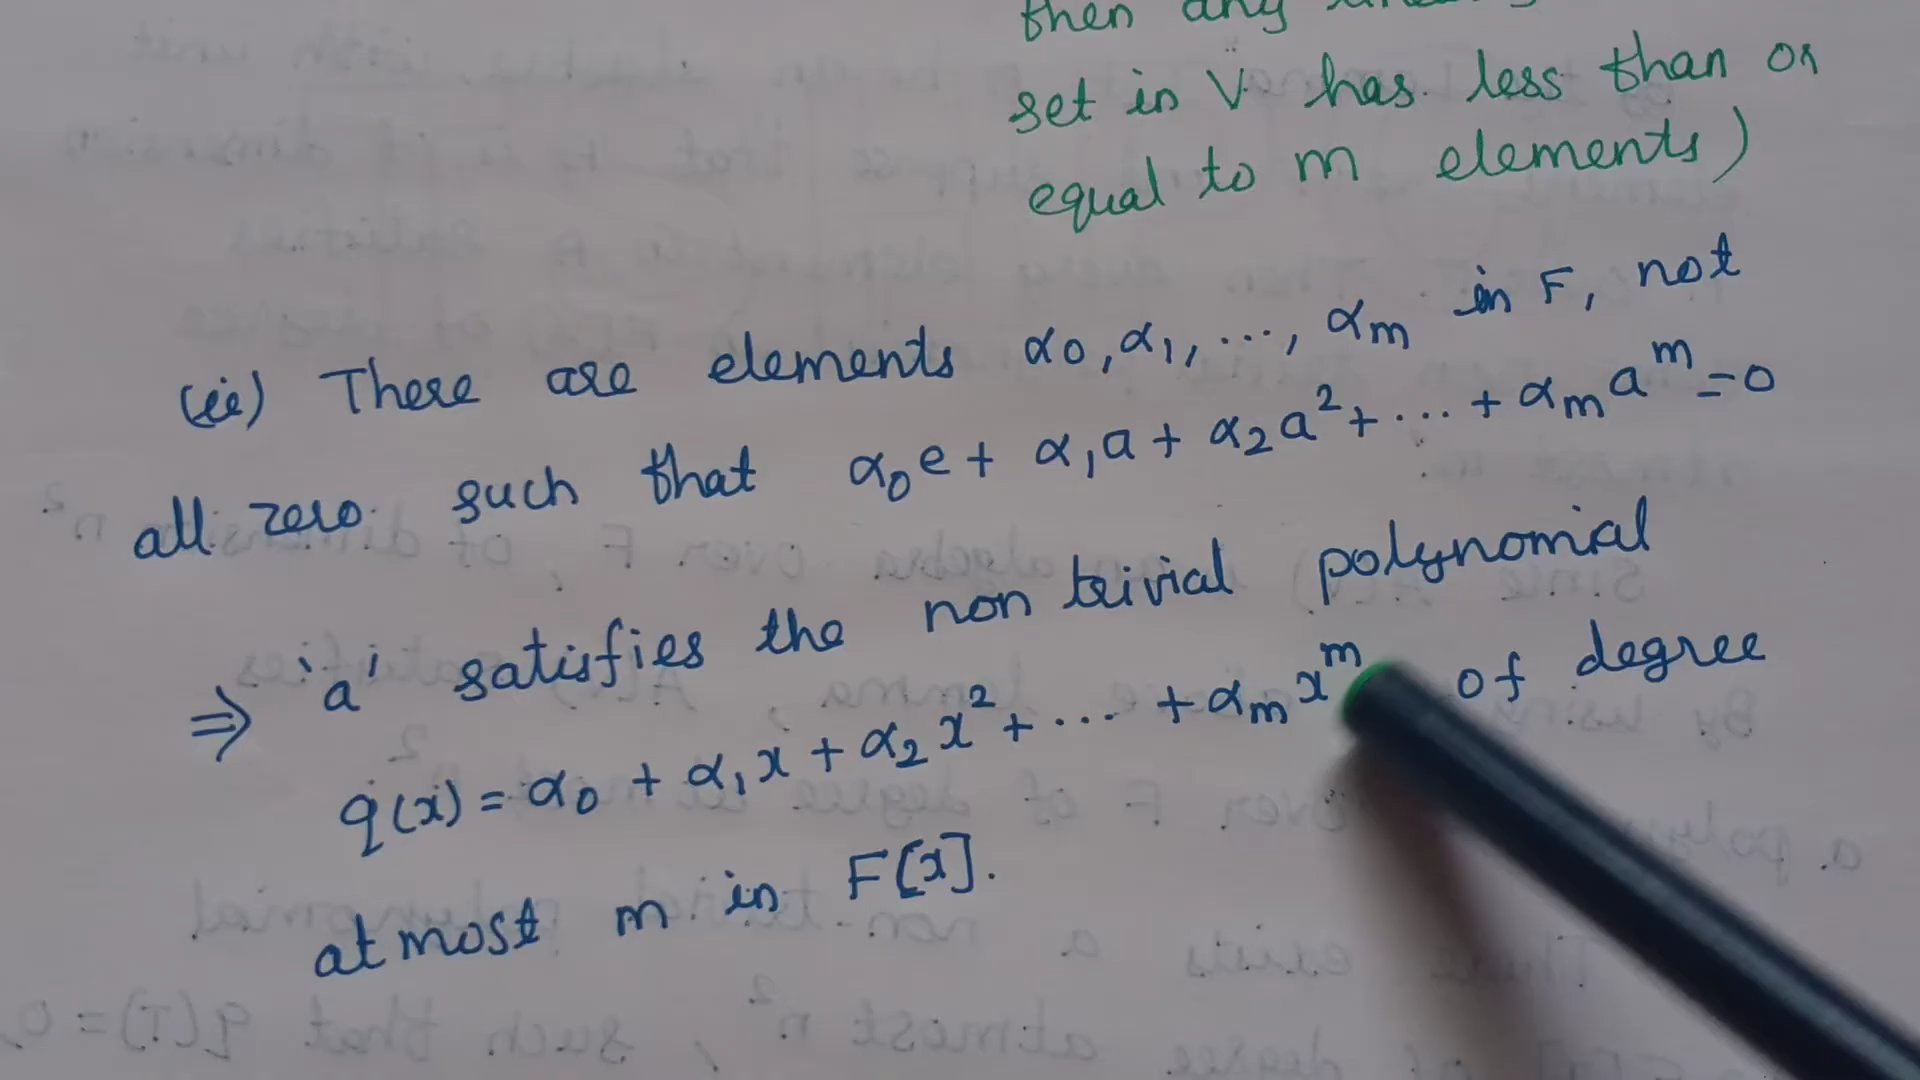 then any
set in V has less than or
equal to m elements)
(ii) There are elements α0, α1, ..., αm in F, not
all zero such that α₀e + α₁a + α₂a² + ... + αₘaᵐ = 0
⇒ 'a' satisfies the non trivial polynomial
q(x) = α₀ + α₁x + α₂x² + ... + αₘxᵐ of degree
atmost m in F[x].